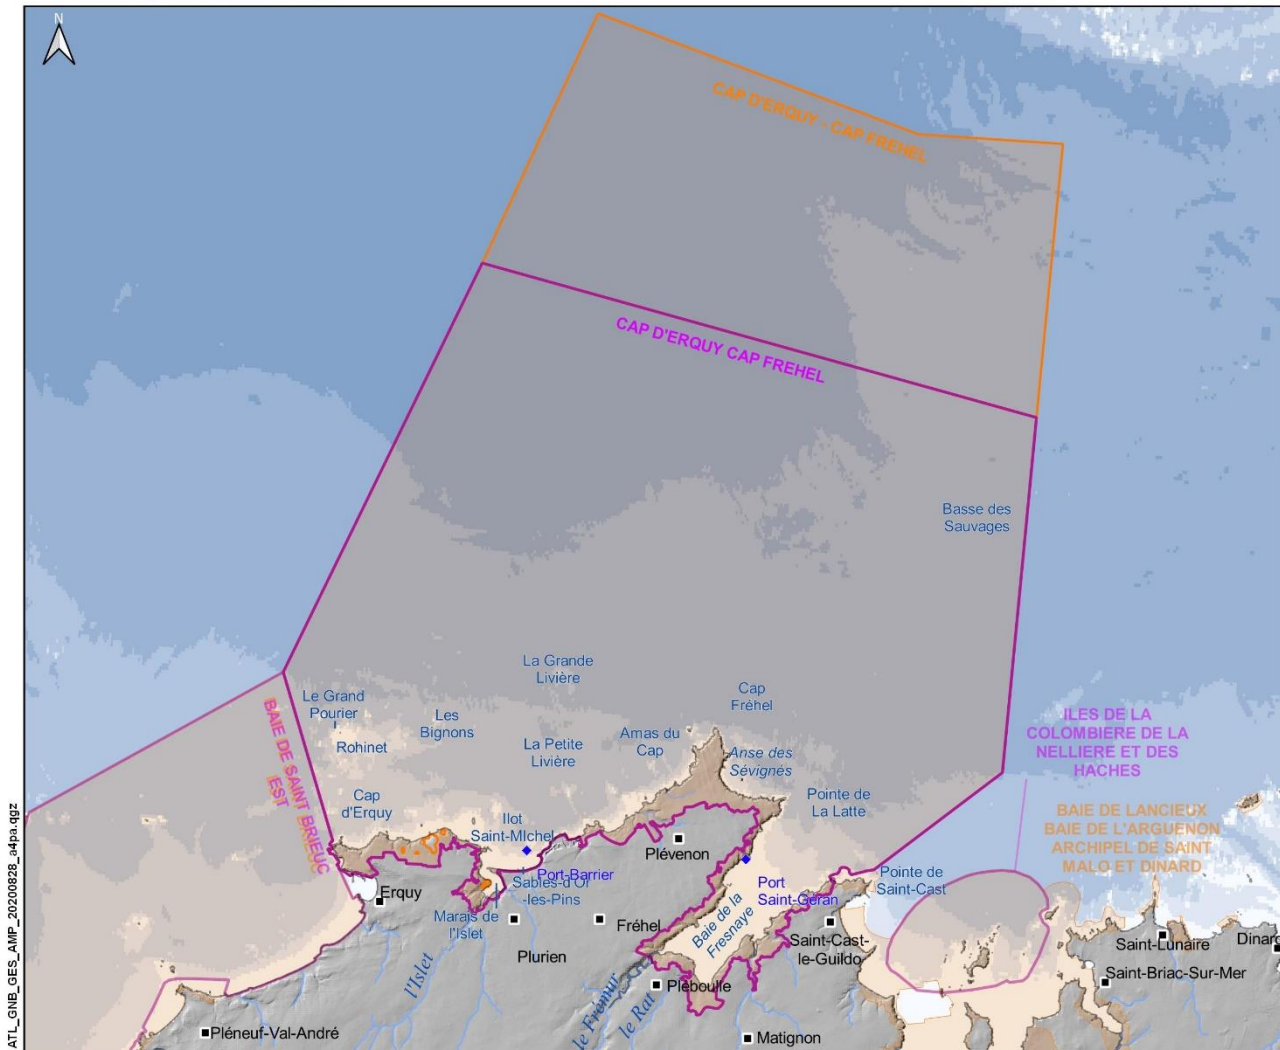 N
CAP D'ERQUY - CAP FREHEL
CAP D'ERQUY CAP FREHEL
Basse des
Sauvages
La Grande
Livière
Le Grand
Pourier
Cap
Fréhel
Les
Bignons
Rohinet
Amas du
Cap
La Petite
Livière
Anse des
Sévignés
BAIE DE SAINT BRIEUC
EST
ILES DE LA
COLOMBIERE DE LA
NELLIERE ET DES
HACHES
Cap
d'Erquy
Pointe de
La Latte
BAIE DE LANCIEUX
BAIE DE L'ARGUENON
ARCHIPEL DE SAINT
MALO ET DINARD
Ilot
Saint-MIchel
Plévenon
Port-Barrier
Pointe de
Saint-Cast
Erquy
Sables-d'Or
-les-Pins
Port
Saint-Géran
Marais de
l'Islet
Fréhel
Baie de la
Fresnaye
Saint-Cast-
le-Guildo
Saint-Lunaire
Dinard
Plurien
l'Islet
le Frémur
le Rat
Pléboulle
Saint-Briac-Sur-Mer
Pléneuf-Val-André
Matignon
ATL_GNB_GES_AMP_20200828_a4pa.qgz